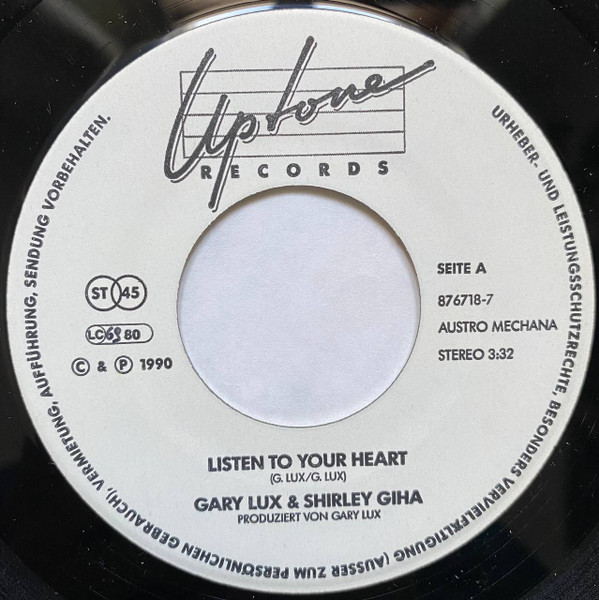 Uptone
RECORDS
URHEBER- UND LEISTUNGSSCHUTZRECHTE, BESONDERS VERVIELFÄLTIGUNG (AUSSER ZUM PERSÖNLICHEN GEBRAUCH), VERMIETUNG, AUFFÜHRUNG, SENDUNG VORBEHALTEN.
ST 45
LC 6980
© & ℗ 1990
SEITE A
876718-7
AUSTRO MECHANA
STEREO 3:32
LISTEN TO YOUR HEART
(G. LUX/G. LUX)
GARY LUX & SHIRLEY GIHA
PRODUZIERT VON GARY LUX